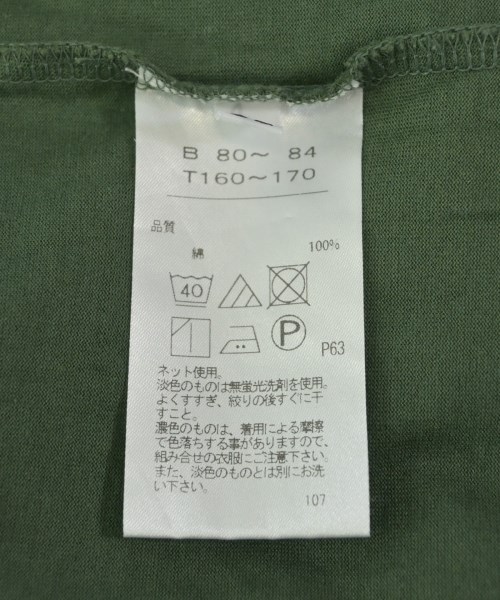 B 80～ 84
T160～170
品質
綿 100%
40
P P63
ネット使用。
淡色のものは無蛍光洗剤を使用。
よくすすぎ、絞りの後すぐに干
すこと。
濃色のものは、着用による摩擦
で色落ちする事がありますので、
組み合せの衣服にご注意下さい。
また、淡色のものとは別にお洗
い下さい。
107